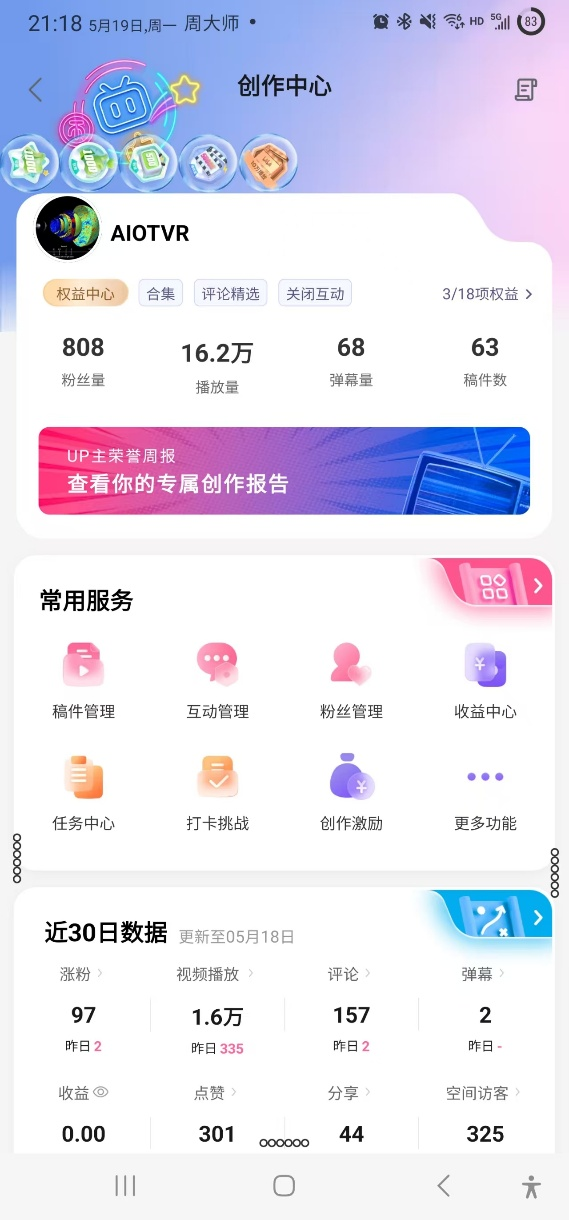 21:18 5月19日,周一 周大师 • HD 5G 83
创作中心
AIOTVR
权益中心 合集 评论精选 关闭互动 3/18项权益
808 16.2万 68 63
粉丝量 播放量 弹幕量 稿件数
UP主荣誉周报
查看你的专属创作报告
常用服务
稿件管理 互动管理 粉丝管理 收益中心
任务中心 打卡挑战 创作激励 更多功能
近30日数据 更新至05月18日
涨粉 视频播放 评论 弹幕
97 1.6万 157 2
昨日 2 昨日 335 昨日 2 昨日 -
收益 点赞 分享 空间访客
0.00 301 44 325